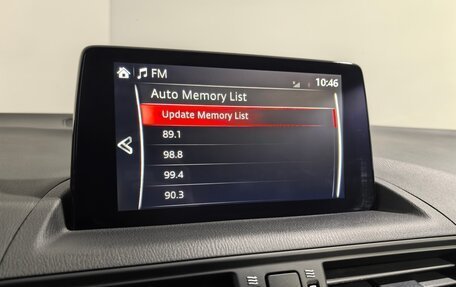 FM
10:46
Auto Memory List
Update Memory List
89.1
98.8
99.4
90.3